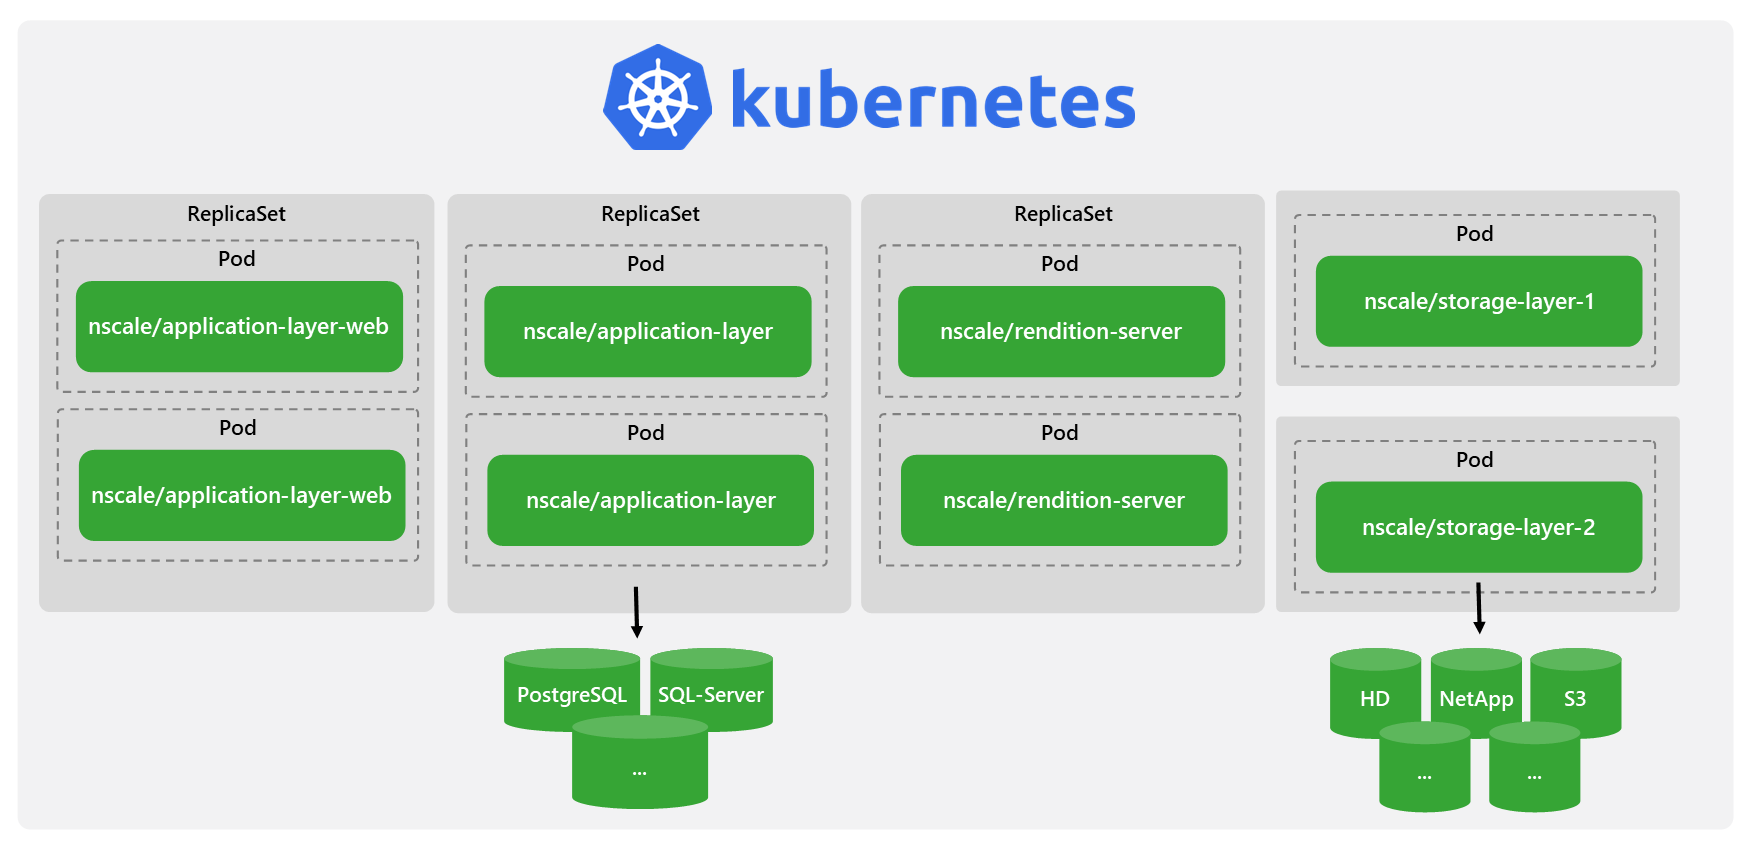 kubernetes
ReplicaSet
Pod
nscale/application-layer-web
Pod
nscale/application-layer-web
ReplicaSet
Pod
nscale/application-layer
Pod
nscale/application-layer
PostgreSQL
SQL-Server
...
ReplicaSet
Pod
nscale/rendition-server
Pod
nscale/rendition-server
Pod
nscale/storage-layer-1
Pod
nscale/storage-layer-2
HD
NetApp
S3
...
...